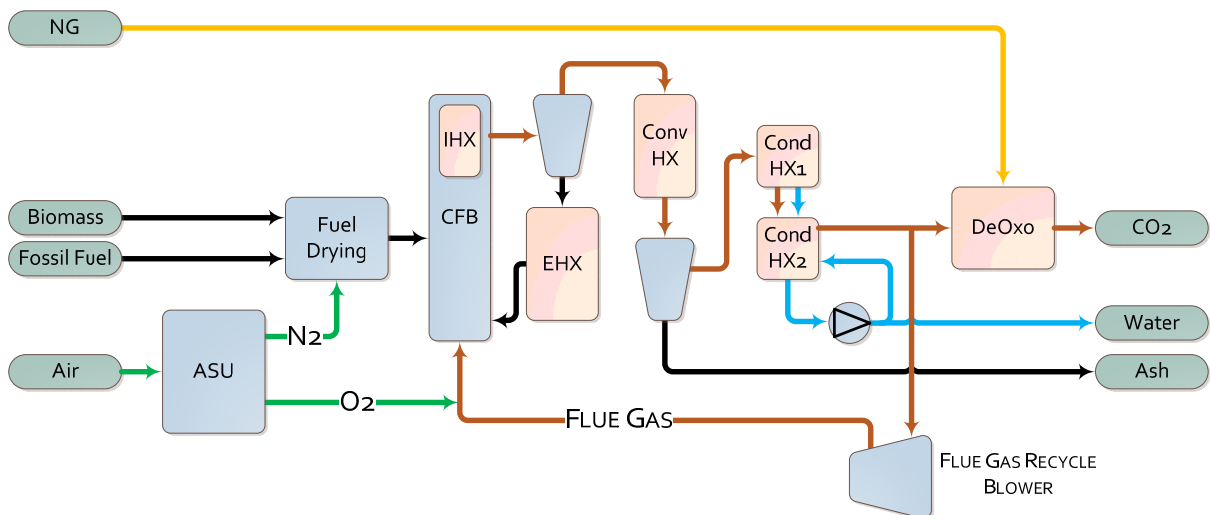 NG
IHX
CFB
Conv
HX
Cond
HX1
Cond
HX2
DeOxo
CO2
Biomass
Fossil Fuel
Fuel
Drying
EHX
N2
Air
ASU
O2
Water
Ash
FLUE GAS
FLUE GAS RECYCLE
BLOWER